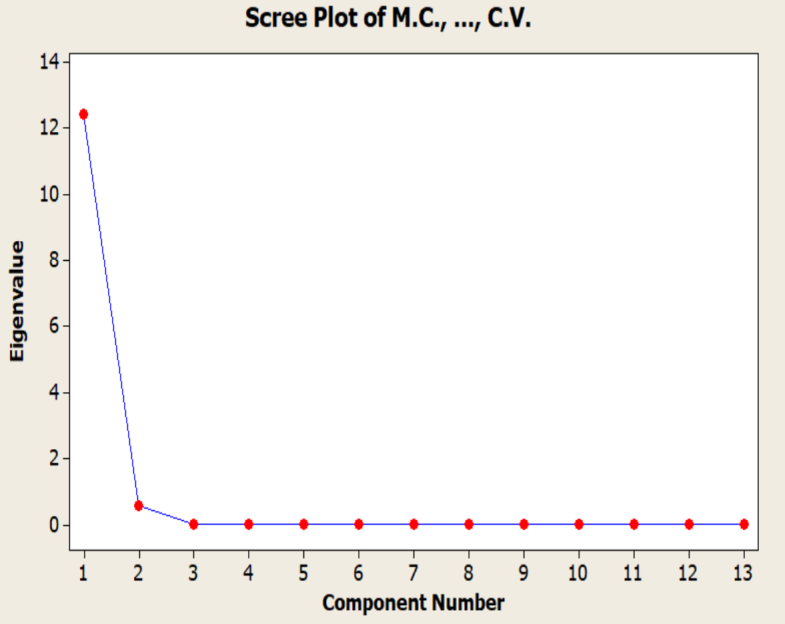 Scree Plot of M.C., ..., C.V.
14
12
10
8
6
4
2
0
Eigenvalue
1 2 3 4 5 6 7 8 9 10 11 12 13
Component Number